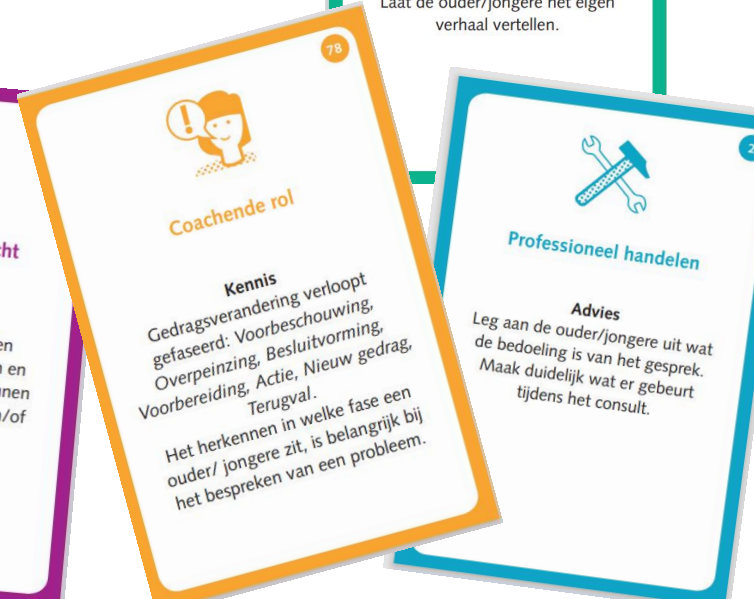 Laat de ouder/jongere het eigen
verhaal vertellen.
78
Coachende rol
Kennis
Gedragsverandering verloopt
gefaseerd: Voorbeschouwing,
Overpeinzing, Besluitvorming,
Voorbereiding, Actie, Nieuw gedrag,
Terugval.
Het herkennen in welke fase een
ouder/ jongere zit, is belangrijk bij
het bespreken van een probleem.
Professioneel handelen
Advies
Leg aan de ouder/jongere uit wat
de bedoeling is van het gesprek.
Maak duidelijk wat er gebeurt
tijdens het consult.
en